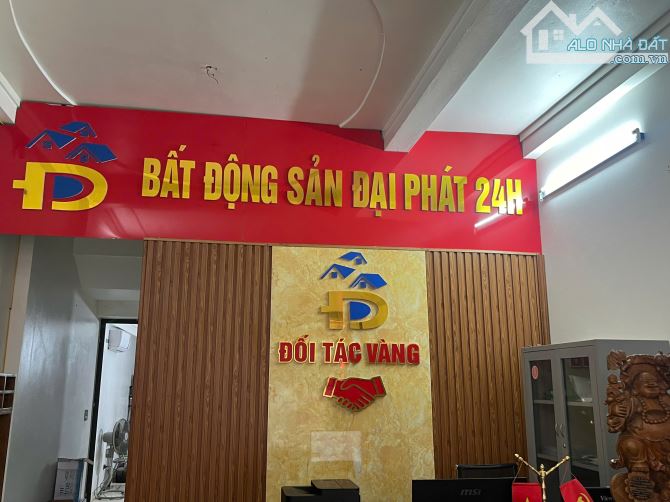 ALO NHÀ ĐẤT
.com.vn
BẤT ĐỘNG SẢN ĐẠI PHÁT 24H
ĐỐI TÁC VÀNG
msi